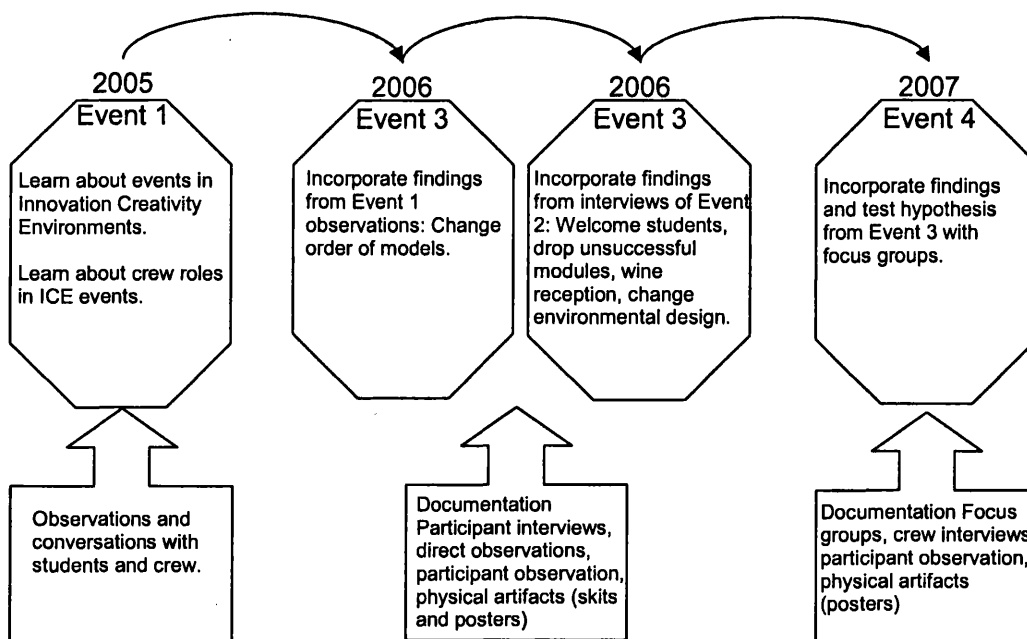 2005
Event 1
Learn about events in
Innovation Creativity
Environments.
Learn about crew roles
in ICE events.
2006
Event 3
Incorporate findings
from Event 1
observations: Change
order of models.
2006
Event 3
Incorporate findings
from interviews of Event
2: Welcome students,
drop unsuccessful
modules, wine
reception, change
environmental design.
2007
Event 4
Incorporate findings
and test hypothesis
from Event 3 with
focus groups.
Observations and
conversations with
students and crew.
Documentation
Participant interviews,
direct observations,
participant observation,
physical artifacts (skits
and posters)
Documentation Focus
groups, crew interviews
participant observation,
physical artifacts
(posters)